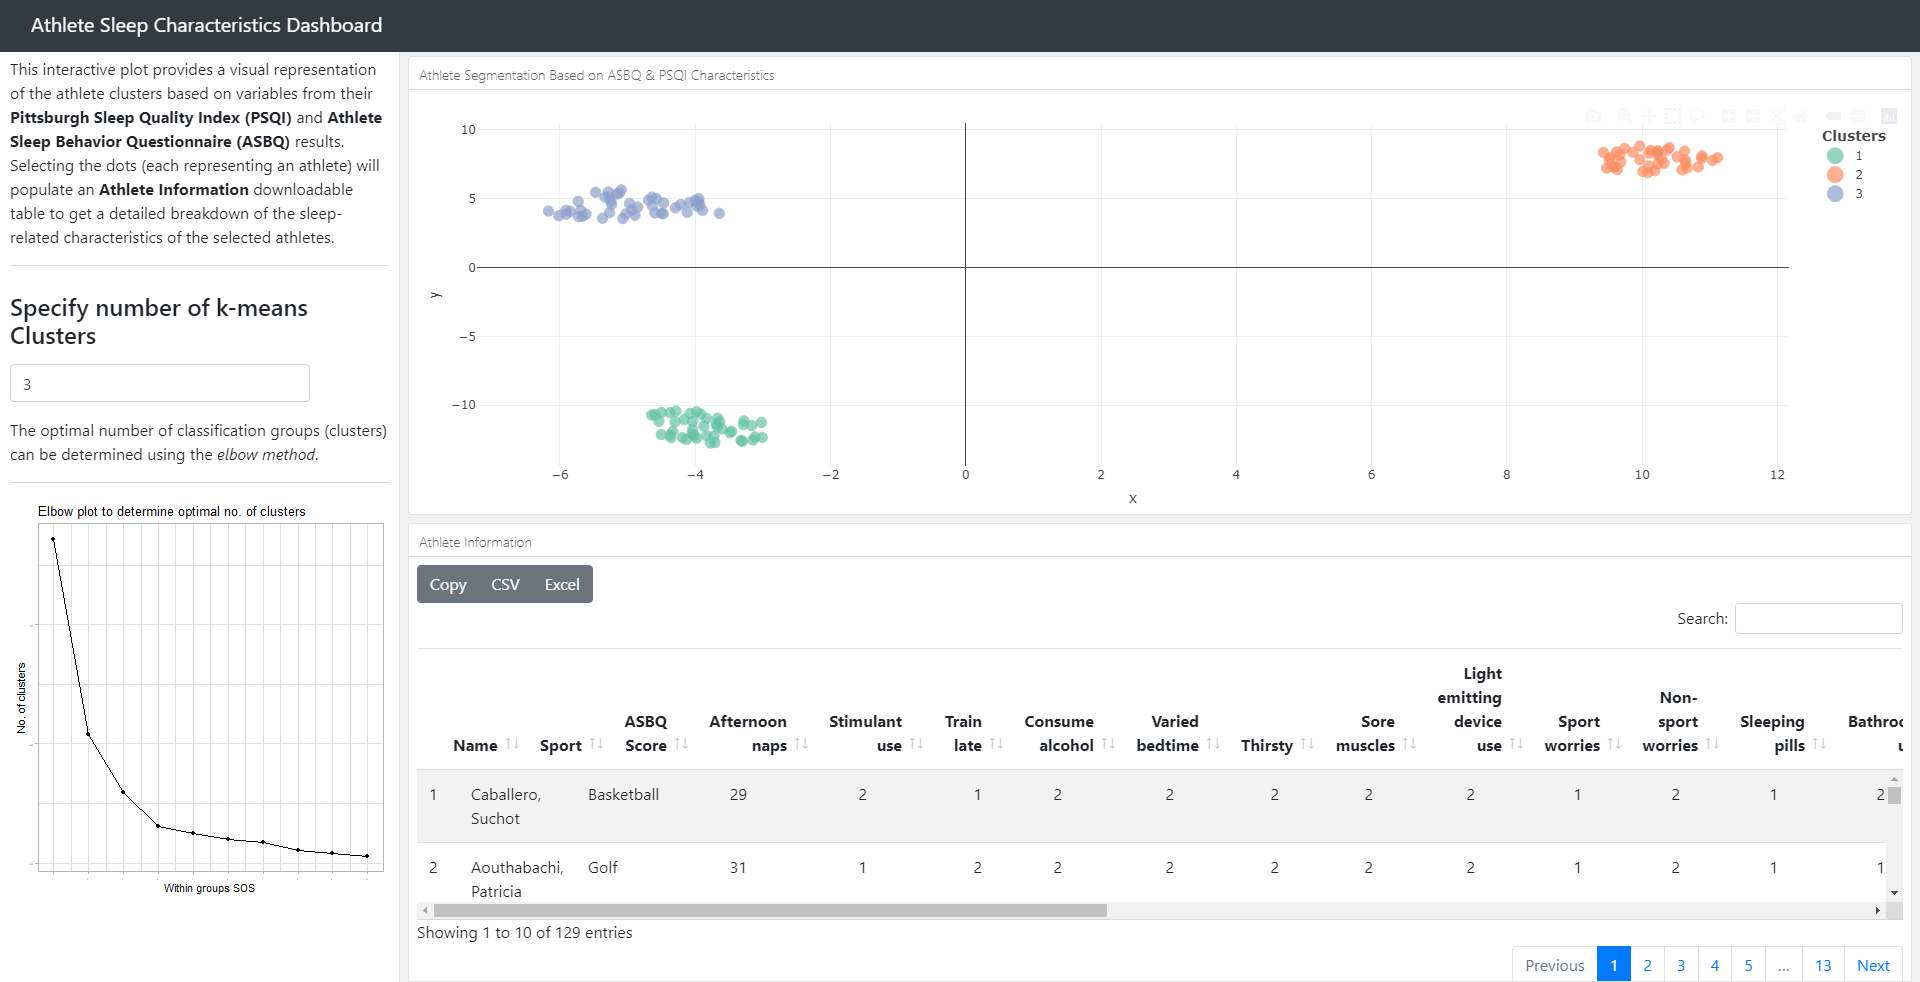 Athlete Sleep Characteristics Dashboard
This interactive plot provides a visual representation
of the athlete clusters based on variables from their
Pittsburgh Sleep Quality Index (PSQI) and Athlete
Sleep Behavior Questionnaire (ASBQ) results.
Selecting the dots (each representing an athlete) will
populate an Athlete Information downloadable
table to get a detailed breakdown of the sleep-
related characteristics of the selected athletes.
Specify number of k-means
Clusters
3
The optimal number of classification groups (clusters)
can be determined using the elbow method.
Elbow plot to determine optimal no. of clusters
No. of clusters
Within groups SOS
Athlete Segmentation Based on ASBQ & PSQI Characteristics
10
5
0
−5
−10
y
−6 −4 −2 0 2 4 6 8 10 12
x
Clusters
1
2
3
Athlete Information
Copy CSV Excel
Search:
Light
emitting Non-
ASBQ Afternoon Stimulant Train Consume Varied Sore device Sport sport Sleeping Bathroo
Name Sport Score naps use late alcohol bedtime Thirsty muscles use worries worries pills
1 Caballero, Basketball 29 2 1 2 2 2 2 2 1 2 1 2
Suchot
2 Aouthabachi, Golf 31 1 2 2 2 2 2 2 1 2 1 1
Patricia
Showing 1 to 10 of 129 entries
Previous 1 2 3 4 5 … 13 Next